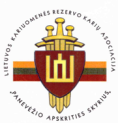 LIETUVOS KARIUOMENĖS REZERVO KARIŲ ASOCIACIJA
PANEVĖŽIO APSKRITIES SKYRIUS